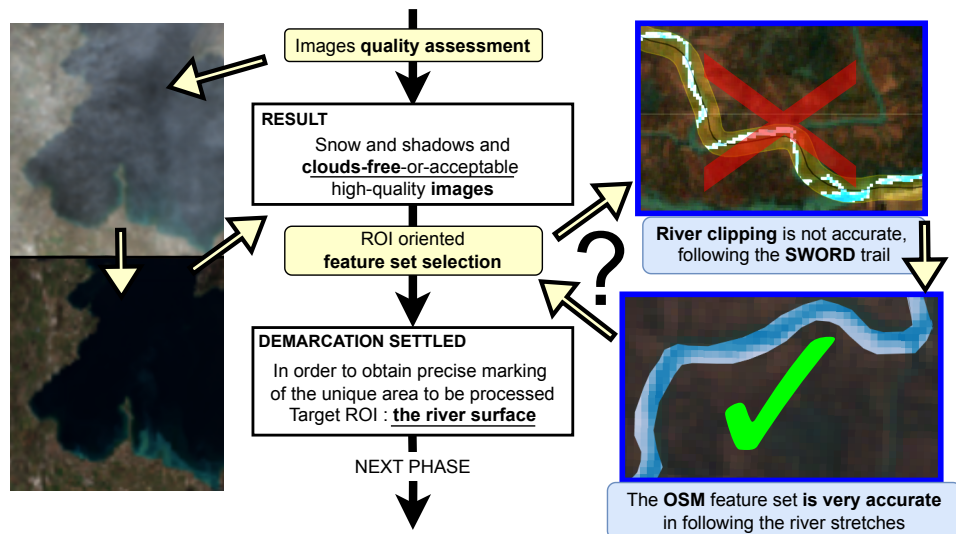 Images quality assessment
RESULT
Snow and shadows and
clouds-free-or-acceptable
high-quality images
ROI oriented
feature set selection
?
River clipping is not accurate,
following the SWORD trail
DEMARCATION SETTLED
In order to obtain precise marking
of the unique area to be processed
Target ROI : the river surface
NEXT PHASE
The OSM feature set is very accurate
in following the river stretches